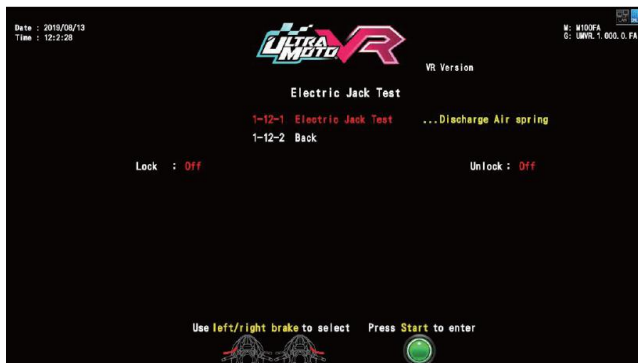 Date : 2019/08/13
Time : 12:2:28
ULTRA MOTO VR
VR Version
M: M100FA
G: UMVR.1.000.0.FA
Electric Jack Test
1-12-1 Electric Jack Test ...Discharge Air spring
1-12-2 Back
Lock : Off
Unlock : Off
Use left/right brake to select Press Start to enter